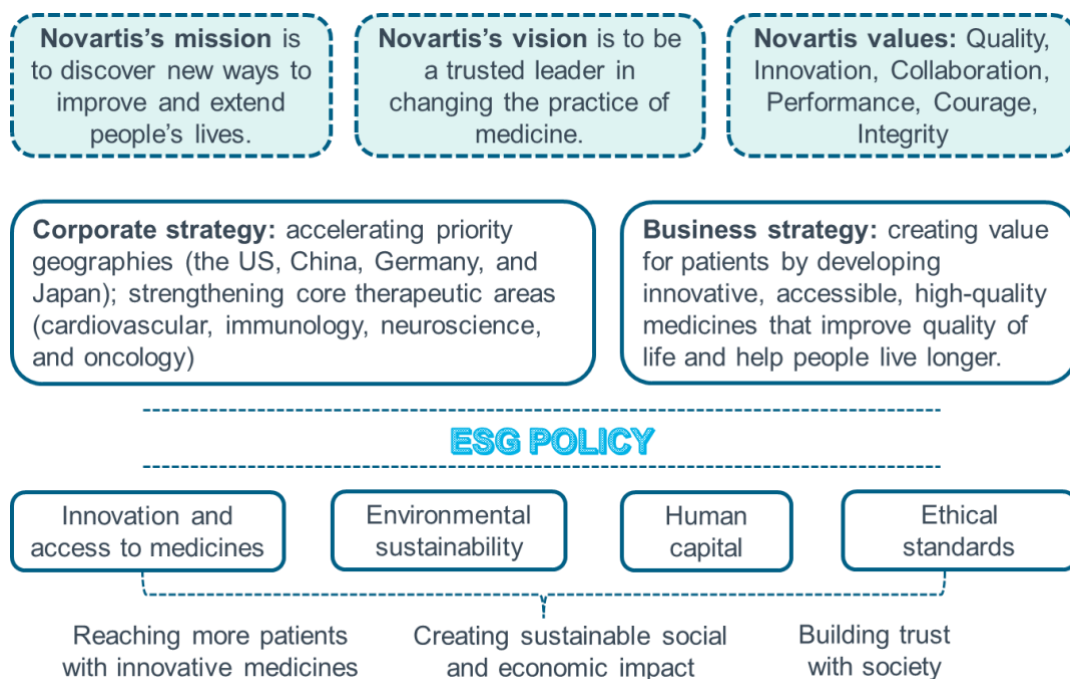 Novartis's mission is
to discover new ways to
improve and extend
people's lives.
Novartis's vision is to be
a trusted leader in
changing the practice of
medicine.
Novartis values: Quality,
Innovation, Collaboration,
Performance, Courage,
Integrity
Corporate strategy: accelerating priority
geographies (the US, China, Germany, and
Japan); strengthening core therapeutic areas
(cardiovascular, immunology, neuroscience,
and oncology)
Business strategy: creating value
for patients by developing
innovative, accessible, high-quality
medicines that improve quality of
life and help people live longer.
ESG POLICY
Innovation and
access to medicines
Environmental
sustainability
Human
capital
Ethical
standards
Reaching more patients
with innovative medicines
Creating sustainable social
and economic impact
Building trust
with society